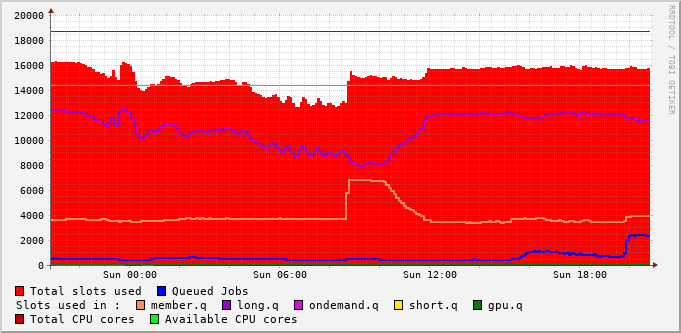 20000
18000
16000
14000
12000
10000
8000
6000
4000
2000
0
Sun 00:00 Sun 06:00 Sun 12:00 Sun 18:00
Total slots used Queued Jobs
Slots used in : member.q long.q ondemand.q short.q gpu.q
Total CPU cores Available CPU cores
RRDTOOL / TOBI OETIKER